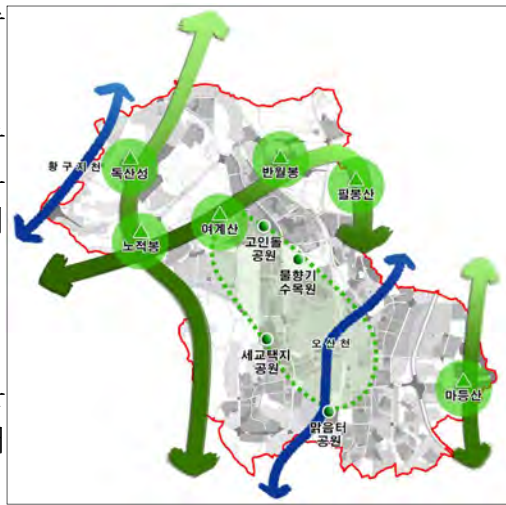 황구지천
독산성
반월봉
필봉산
노적봉
여계산
고인돌
공원
물향기
수목원
오산천
세교택지
공원
마등산
맑음터
공원